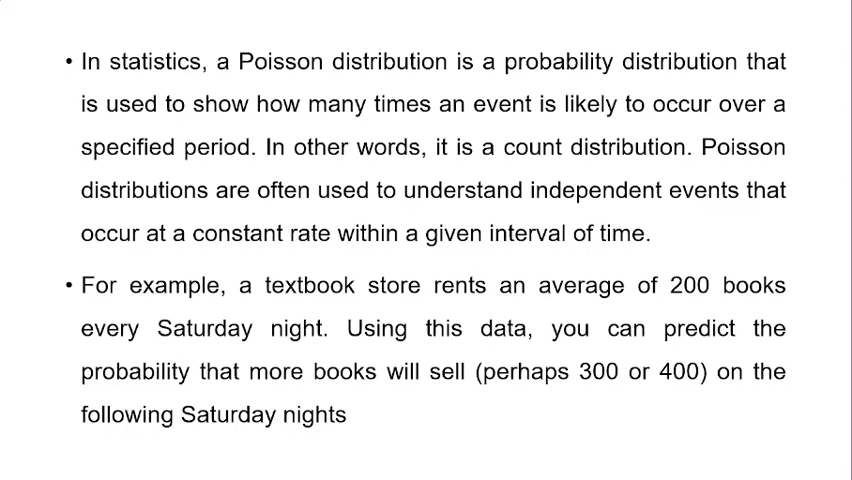 • In statistics, a Poisson distribution is a probability distribution that
is used to show how many times an event is likely to occur over a
specified period. In other words, it is a count distribution. Poisson
distributions are often used to understand independent events that
occur at a constant rate within a given interval of time.
• For example, a textbook store rents an average of 200 books
every Saturday night. Using this data, you can predict the
probability that more books will sell (perhaps 300 or 400) on the
following Saturday nights